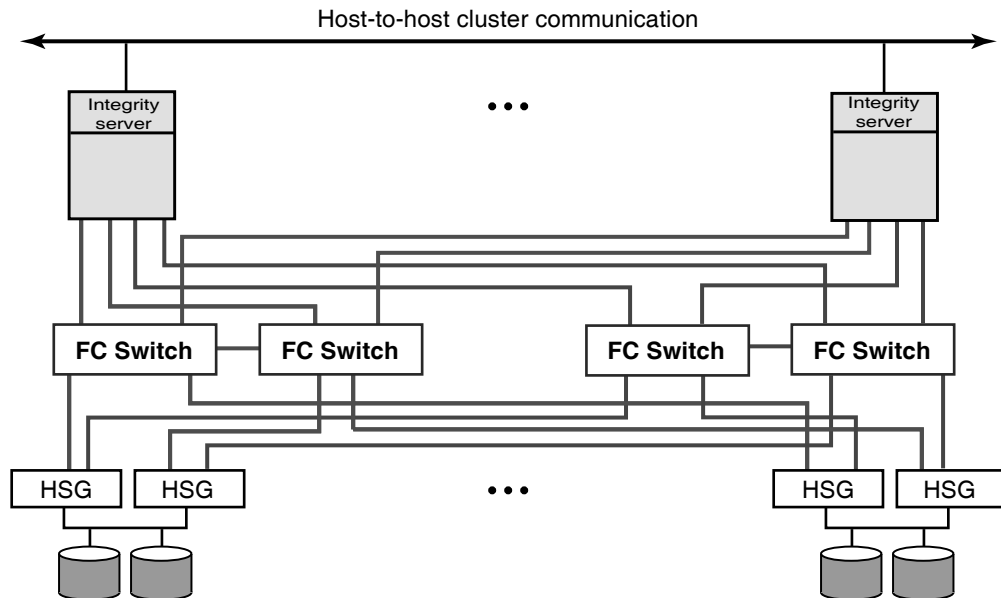 Host-to-host cluster communication
Integrity
server
...
Integrity
server
FC Switch
FC Switch
FC Switch
FC Switch
HSG
HSG
...
HSG
HSG